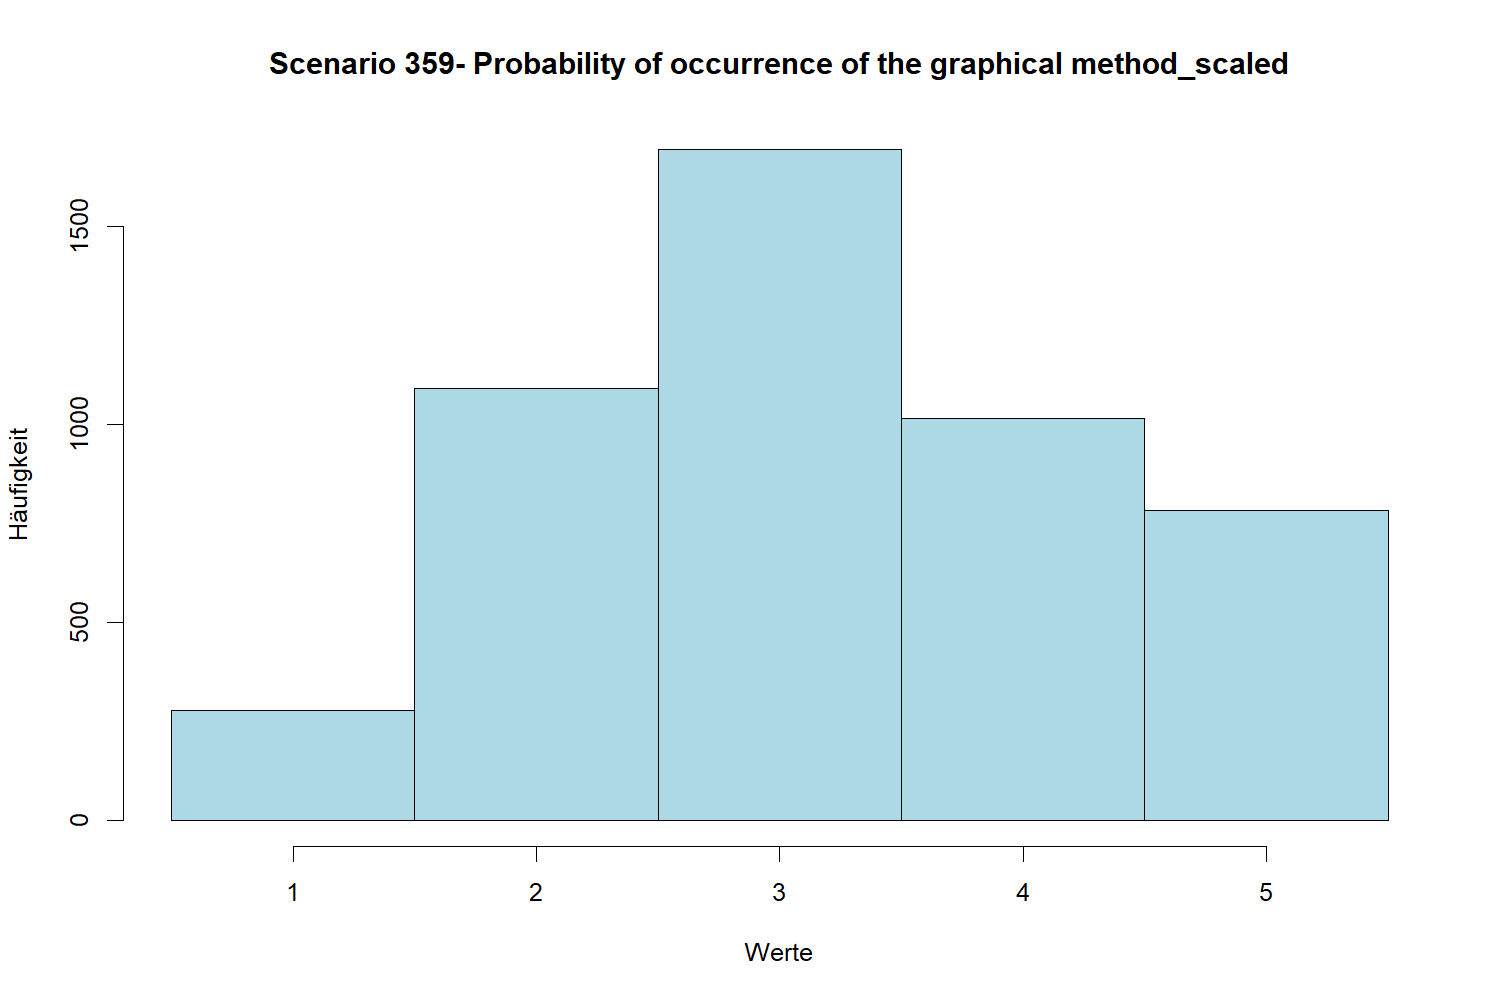 Scenario 359- Probability of occurrence of the graphical method_scaled
1500
1000
500
0
Häufigkeit
1 2 3 4 5
Werte